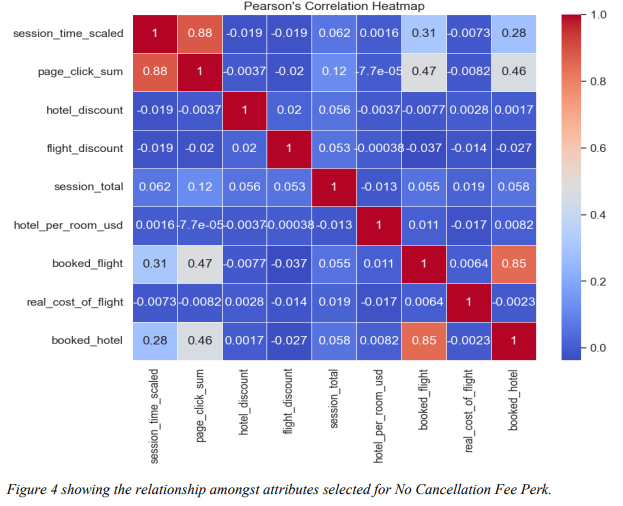 Pearson's Correlation Heatmap
session_time_scaled 1 0.88 -0.019 -0.019 0.062 0.0016 0.31 -0.0073 0.28
page_click_sum 0.88 1 -0.0037 -0.02 0.12 -7.7e-05 0.47 -0.0082 0.46
hotel_discount -0.019 -0.0037 1 0.02 0.056 -0.0037 -0.0077 0.0028 0.0017
flight_discount -0.019 -0.02 0.02 1 0.053 -0.00038 -0.037 -0.014 -0.027
session_total 0.062 0.12 0.056 0.053 1 -0.013 0.055 0.019 0.058
hotel_per_room_usd 0.0016 -7.7e-05 -0.0037 -0.00038 -0.013 1 0.011 -0.017 0.0082
booked_flight 0.31 0.47 -0.0077 -0.037 0.055 0.011 1 0.0064 0.85
real_cost_of_flight -0.0073 -0.0082 0.0028 -0.014 0.019 -0.017 0.0064 1 -0.0023
booked_hotel 0.28 0.46 0.0017 -0.027 0.058 0.0082 0.85 -0.0023 1
session_time_scaled
page_click_sum
hotel_discount
flight_discount
session_total
hotel_per_room_usd
booked_flight
real_cost_of_flight
booked_hotel
1.0
0.8
0.6
0.4
0.2
0.0
Figure 4 showing the relationship amongst attributes selected for No Cancellation Fee Perk.